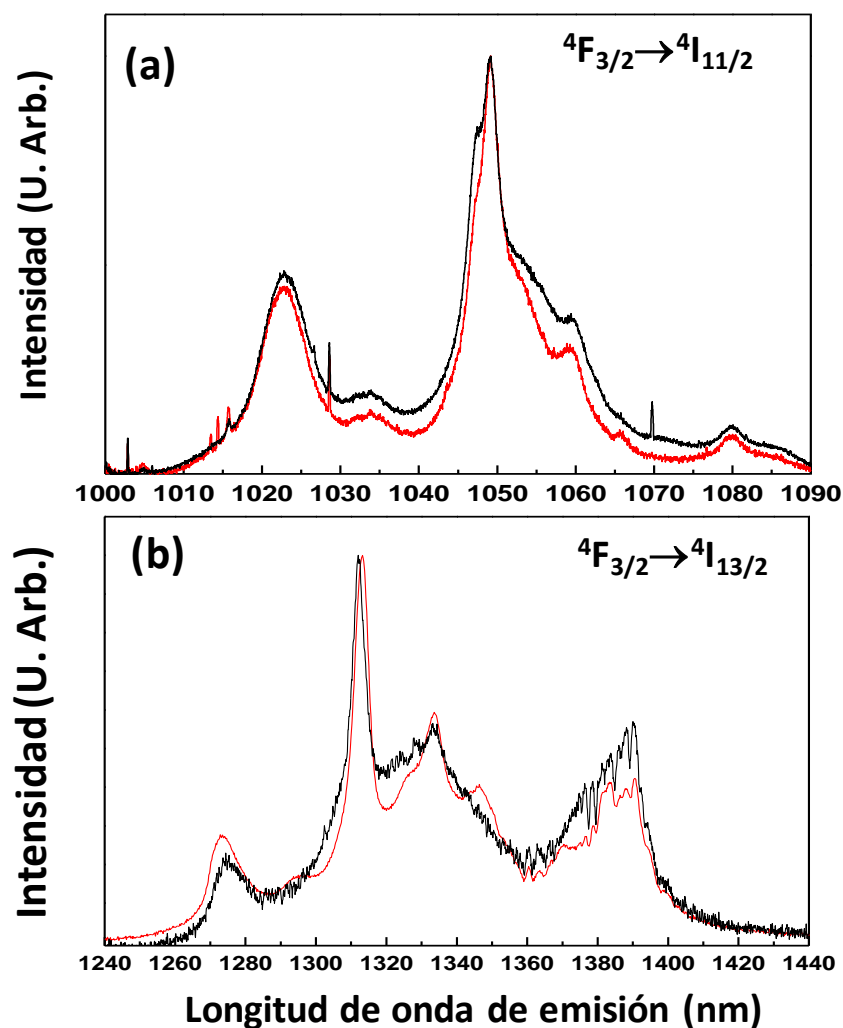 (a)
⁴F₃/₂→⁴I₁₁/₂
Intensidad (U. Arb.)
1000 1010 1020 1030 1040 1050 1060 1070 1080 1090
(b)
⁴F₃/₂→⁴I₁₃/₂
Intensidad (U. Arb.)
1240 1260 1280 1300 1320 1340 1360 1380 1400 1420 1440
Longitud de onda de emisión (nm)